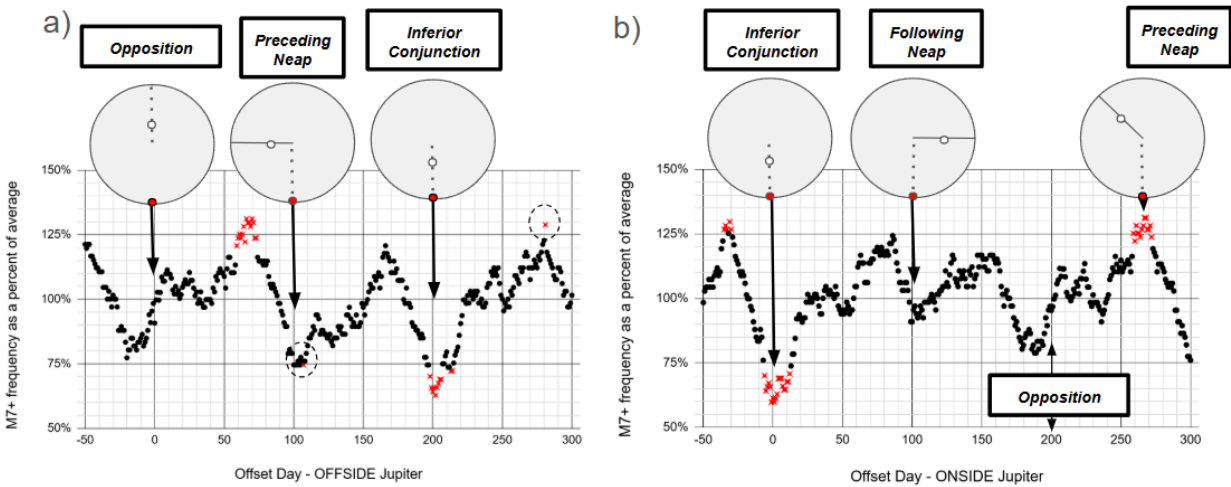 a)
Opposition
Preceding
Neap
Inferior
Conjunction
M7+ frequency as a percent of average
150%
125%
100%
75%
50%
-50
0
50
100
150
200
250
300
Offset Day - OFFSIDE Jupiter
b)
Inferior
Conjunction
Following
Neap
Preceding
Neap
M7+ frequency as a percent of average
150%
125%
100%
75%
50%
Opposition
-50
0
50
100
150
200
250
300
Offset Day - ONSIDE Jupiter